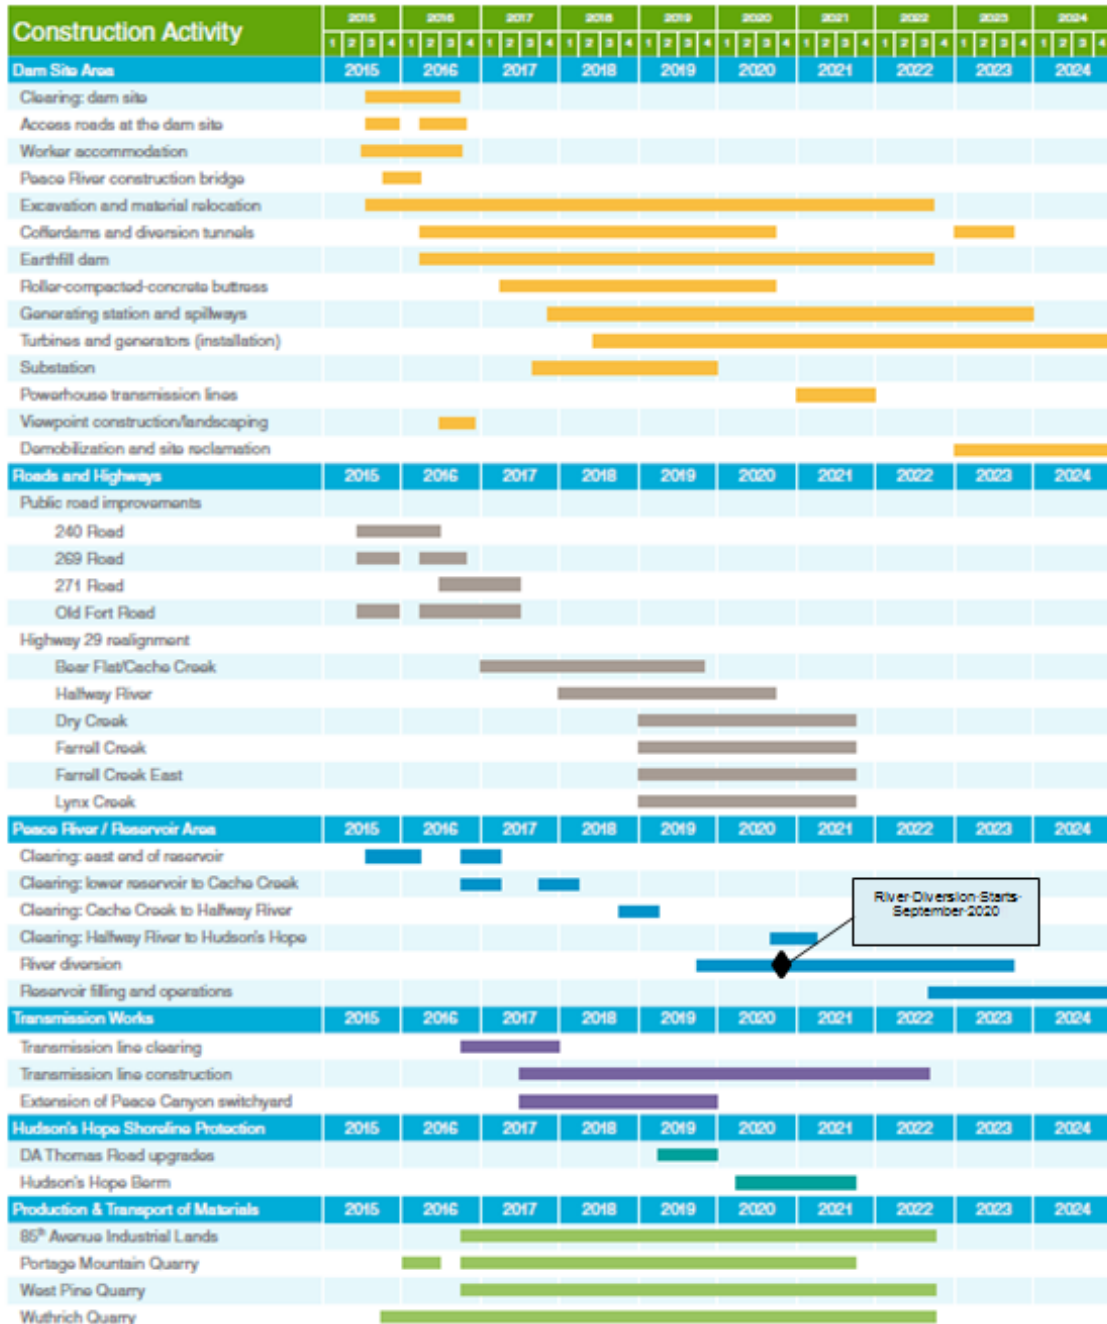 Construction Activity
2015 2016 2017 2018 2019 2020 2021 2022 2023 2024
1 2 3 4 1 2 3 4 1 2 3 4 1 2 3 4 1 2 3 4 1 2 3 4 1 2 3 4 1 2 3 4 1 2 3 4 1 2 3 4
Dam Site Area 2015 2016 2017 2018 2019 2020 2021 2022 2023 2024
Clearing: dam site
Access roads at the dam site
Worker accommodation
Peace River construction bridge
Excavation and material relocation
Cofferdams and diversion tunnels
Earthfill dam
Roller-compacted-concrete buttress
Generating station and spillways
Turbines and generators (installation)
Substation
Powerhouse transmission lines
Viewpoint construction/landscaping
Demobilization and site reclamation
Roads and Highways 2015 2016 2017 2018 2019 2020 2021 2022 2023 2024
Public road improvements
240 Road
269 Road
271 Road
Old Fort Road
Highway 29 realignment
Bear Flat/Cache Creek
Halfway River
Dry Creek
Farrell Creek
Farrell Creek East
Lynx Creek
Peace River / Reservoir Area 2015 2016 2017 2018 2019 2020 2021 2022 2023 2024
Clearing: east end of reservoir
Clearing: lower reservoir to Cache Creek
Clearing: Cache Creek to Halfway River
River·Diversion·Starts·
September·2020
Clearing: Halfway River to Hudson's Hope
River diversion
Reservoir filling and operations
Transmission Works 2015 2016 2017 2018 2019 2020 2021 2022 2023 2024
Transmission line clearing
Transmission line construction
Extension of Peace Canyon switchyard
Hudson's Hope Shoreline Protection 2015 2016 2017 2018 2019 2020 2021 2022 2023 2024
DA Thomas Road upgrades
Hudson's Hope Berm
Production & Transport of Materials 2015 2016 2017 2018 2019 2020 2021 2022 2023 2024
85th Avenue Industrial Lands
Portage Mountain Quarry
West Pine Quarry
Wuthrich Quarry